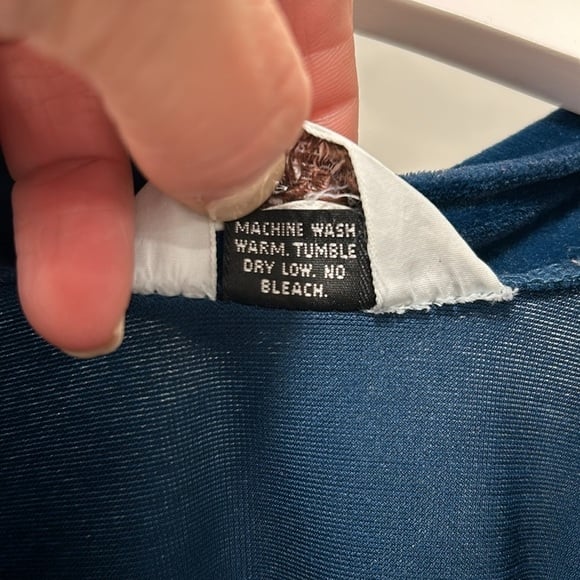 MACHINE WASH
WARM. TUMBLE
DRY LOW. NO
BLEACH.